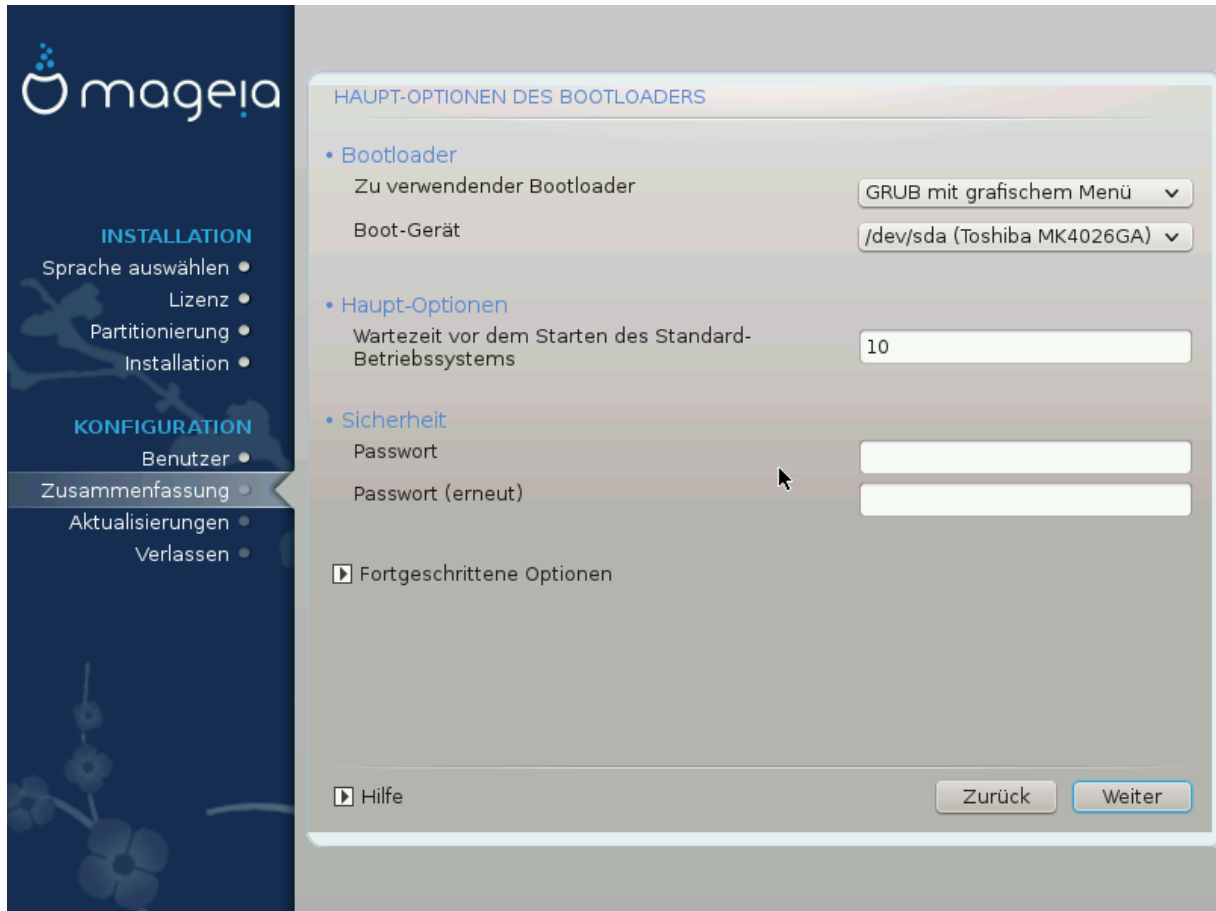 mageia
INSTALLATION
Sprache auswählen
Lizenz
Partitionierung
Installation
KONFIGURATION
Benutzer
Zusammenfassung
Aktualisierungen
Verlassen
HAUPT-OPTIONEN DES BOOTLOADERS
• Bootloader
Zu verwendender Bootloader
GRUB mit grafischem Menü
Boot-Gerät
/dev/sda (Toshiba MK4026GA)
• Haupt-Optionen
Wartezeit vor dem Starten des Standard-
Betriebssystems
10
• Sicherheit
Passwort
Passwort (erneut)
Fortgeschrittene Optionen
Hilfe
Zurück
Weiter